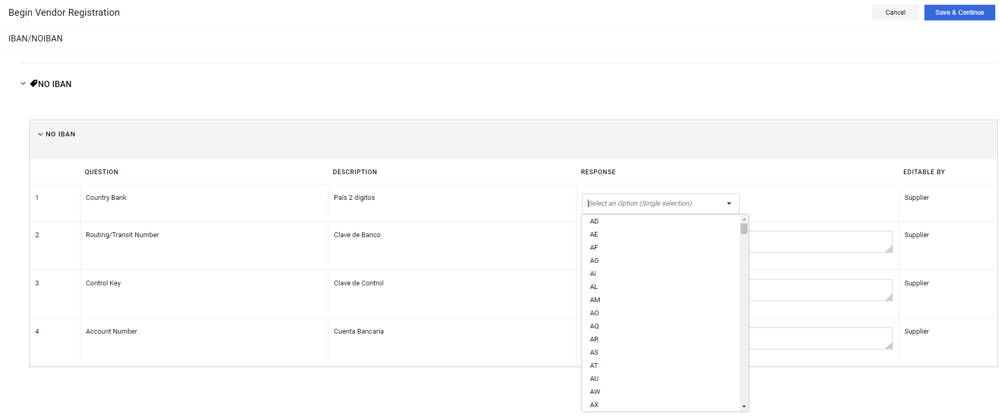 Begin Vendor Registration
Cancel
Save & Continue
IBAN/NOIBAN
NO IBAN
NO IBAN
QUESTION DESCRIPTION RESPONSE EDITABLE BY
1 Country Bank País 2 dígitos Select an Option (Single selection) Supplier
2 Routing/Transit Number Clave de Banco Supplier
3 Control Key Clave de Control Supplier
4 Account Number Cuenta Bancaria Supplier
AD
AE
AF
AG
AI
AL
AM
AO
AQ
AR
AS
AT
AU
AW
AX